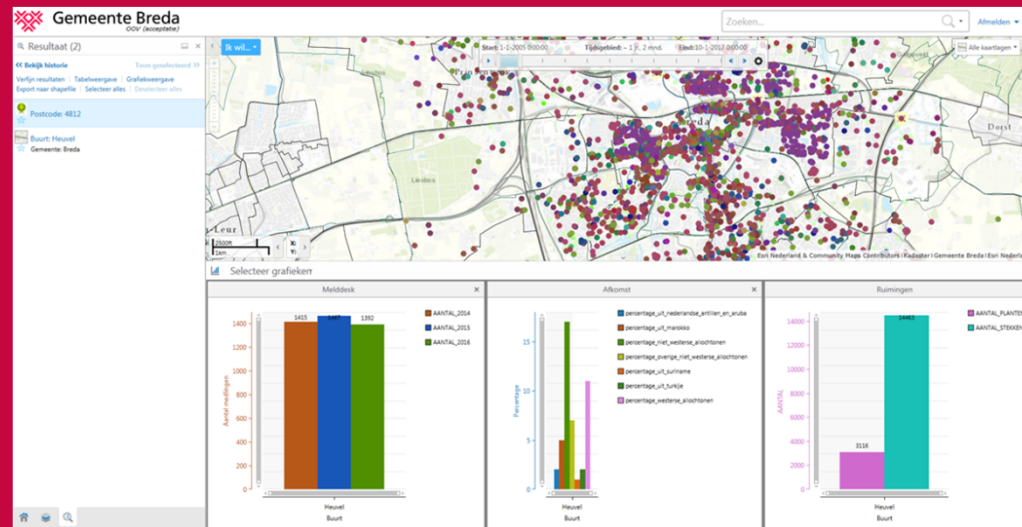 Gemeente Breda
OOV (acceptatie)
Zoeken...
Afmelden
Resultaat (2)
Bekijk historie
Toon geselecteerd
Verfijn resultaten | Tabelweergave | Grafiekweergave
Export naar shapefile | Selecteer alles | Deselecteer alles
Postcode: 4812
Buurt: Heuvel
Gemeente: Breda
Ik wil...
Start: 1-1-2005 0:00:00
Tijdsgebied: ~ 1 jr, 2 mnd.
Eind: 10-1-2017 0:00:00
Alle kaartlagen
Dorst
Liesbos
Leur
2500ft
1km
X:
Y:
Esri Nederland & Community Maps Contributors | Kadaster | Gemeente Breda | Esri Nederla
Selecteer grafieken
Melddesk
Aantal meldingen
1400
1200
1000
800
600
400
200
0
1415
1392
AANTAL_2014
AANTAL_2015
AANTAL_2016
Heuvel
Buurt
Afkomst
Percentage
15
10
5
0
percentage_uit_nederlandse_antillen_en_aruba
percentage_uit_marokko
percentage_niet_westerse_allochtonen
percentage_overige_niet_westerse_allochtonen
percentage_uit_suriname
percentage_uit_turkije
percentage_westerse_allochtonen
Heuvel
Buurt
Ruimingen
AANTAL
14000
12000
10000
8000
6000
4000
2000
0
3116
14463
AANTAL_PLANTEN
AANTAL_STEKKEN
Heuvel
Buurt